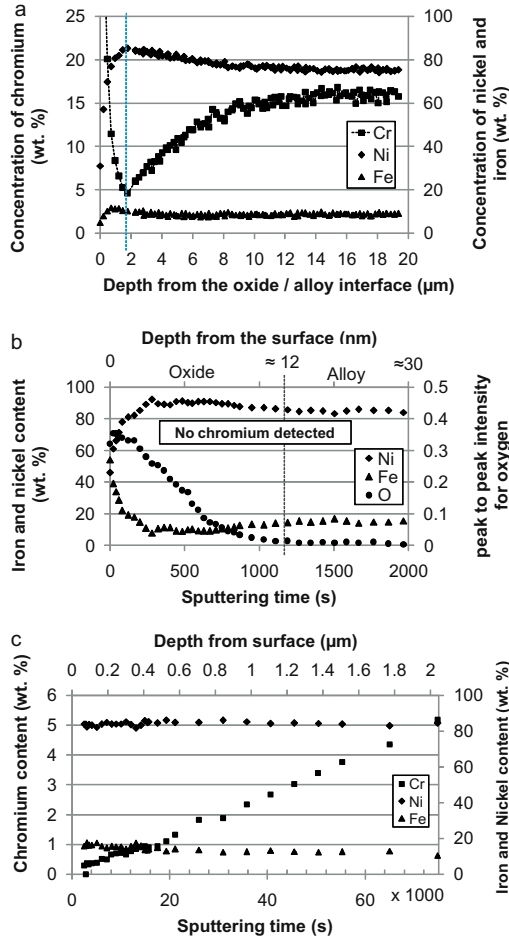 a
Concentration of chromium
(wt. %)
25
20
15
10
5
0
100
80
60
40
20
0
Concentration of nickel and
iron (wt. %)
Cr
Ni
Fe
0 2 4 6 8 10 12 14 16 18 20
Depth from the oxide / alloy interface (µm)
b
Depth from the surface (nm)
0 ≈ 12 ≈30
Oxide Alloy
Iron and nickel content
(wt. %)
100
80
60
40
20
0
0.5
0.4
0.3
0.2
0.1
0
peak to peak intensity
for oxygen
No chromium detected
Ni
Fe
O
0 500 1000 1500 2000
Sputtering time (s)
c
Depth from surface (µm)
0 0.2 0.4 0.6 0.8 1 1.2 1.4 1.6 1.8 2
Chromium content (wt. %)
6
5
4
3
2
1
0
100
80
60
40
20
0
Iron and Nickel content (wt. %)
Cr
Ni
Fe
0 20 40 60 x 1000
Sputtering time (s)